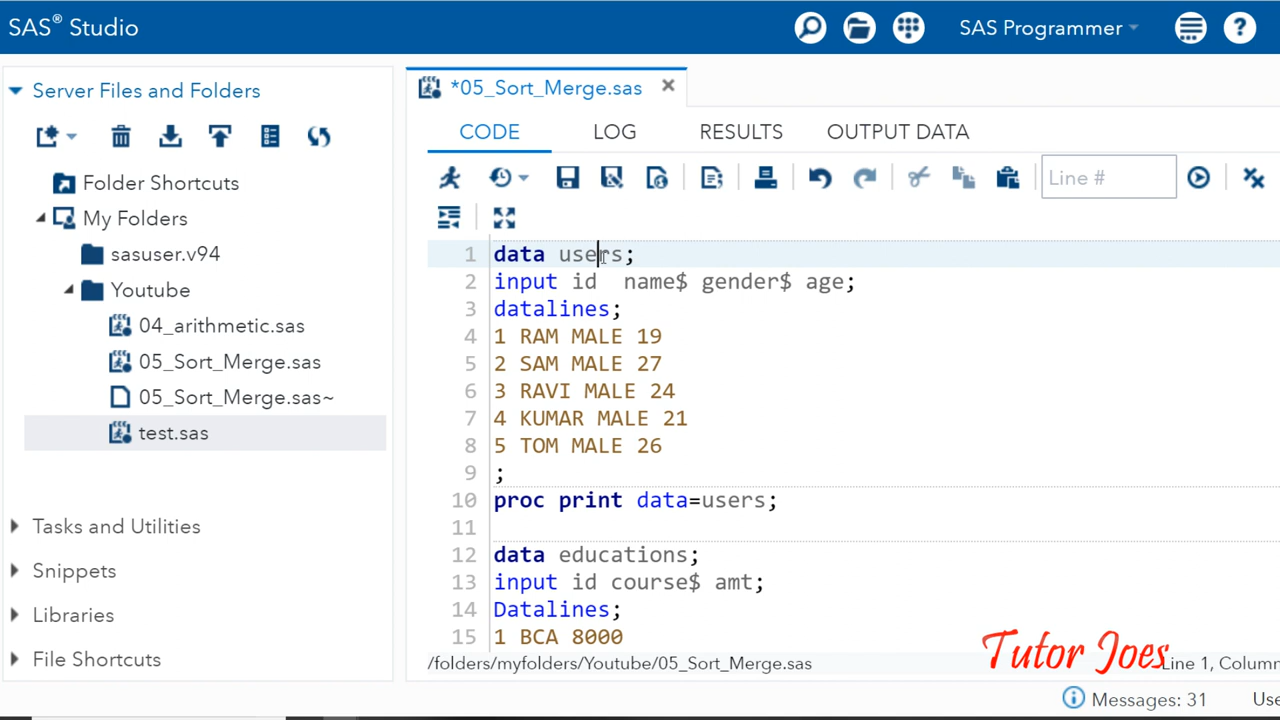 SAS® Studio
SAS Programmer
Server Files and Folders
Folder Shortcuts
My Folders
sasuser.v94
Youtube
04_arithmetic.sas
05_Sort_Merge.sas
05_Sort_Merge.sas~
test.sas
Tasks and Utilities
Snippets
Libraries
File Shortcuts
*05_Sort_Merge.sas
CODE LOG RESULTS OUTPUT DATA
Line #
1 data users;
2 input id  name$ gender$ age;
3 datalines;
4 1 RAM MALE 19
5 2 SAM MALE 27
6 3 RAVI MALE 24
7 4 KUMAR MALE 21
8 5 TOM MALE 26
9 ;
10 proc print data=users;
11
12 data educations;
13 input id course$ amt;
14 Datalines;
15 1 BCA 8000
Tutor Joes
/folders/myfolders/Youtube/05_Sort_Merge.sas
Line 1, Column
Messages: 31
Use